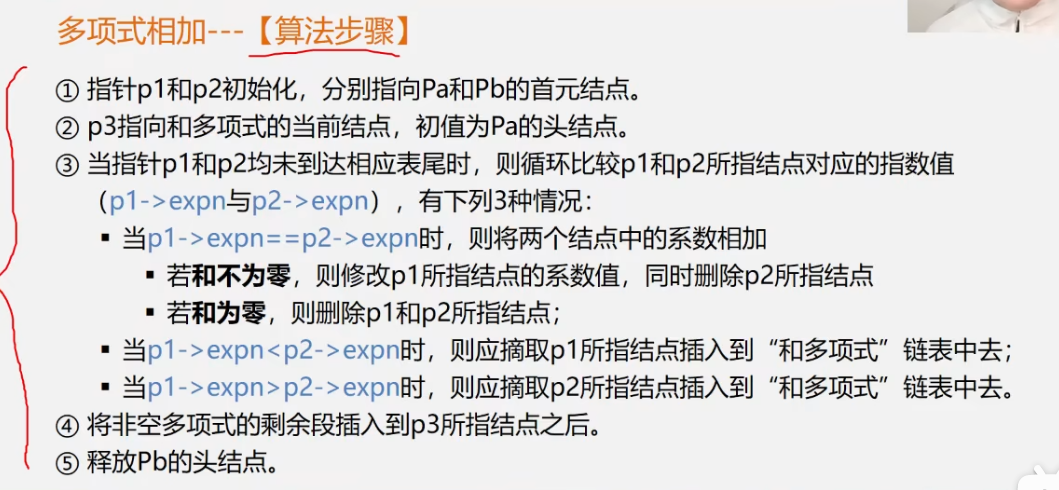 多项式相加---【算法步骤】
① 指针p1和p2初始化，分别指向Pa和Pb的首元结点。
② p3指向和多项式的当前结点，初值为Pa的头结点。
③ 当指针p1和p2均未到达相应表尾时，则循环比较p1和p2所指结点对应的指数值
（p1->expn与p2->expn），有下列3种情况：
▪ 当p1->expn==p2->expn时，则将两个结点中的系数相加
▪ 若和不为零，则修改p1所指结点的系数值，同时删除p2所指结点
▪ 若和为零，则删除p1和p2所指结点；
▪ 当p1->expn<p2->expn时，则应摘取p1所指结点插入到“和多项式”链表中去；
▪ 当p1->expn>p2->expn时，则应摘取p2所指结点插入到“和多项式”链表中去。
④ 将非空多项式的剩余段插入到p3所指结点之后。
⑤ 释放Pb的头结点。